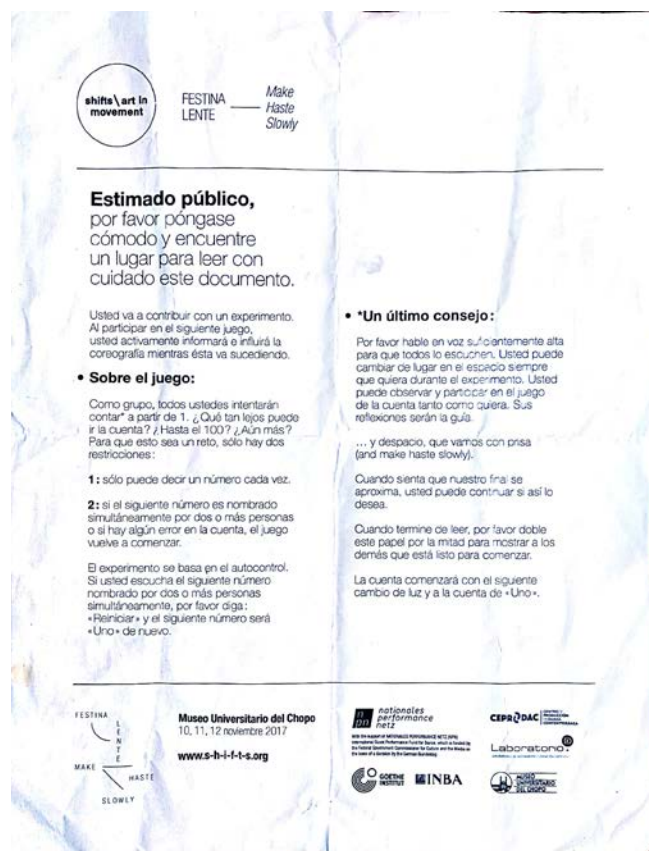 shifts\art in
movement
FESTINA
LENTE
Make
Haste
Slowly
Estimado público,
por favor póngase
cómodo y encuentre
un lugar para leer con
cuidado este documento.
Usted va a contribuir con un experimento.
Al participar en el siguiente juego,
usted activamente informará e influirá la
coreografía mientras ésta va sucediendo.
• Sobre el juego:
Como grupo, todos ustedes intentarán
contar* a partir de 1. ¿Qué tan lejos puede
ir la cuenta? ¿Hasta el 100? ¿Aún más?
Para que esto sea un reto, sólo hay dos
restricciones:
1: sólo puede decir un número cada vez.
2: si el siguiente número es nombrado
simultáneamente por dos o más personas
o si hay algún error en la cuenta, el juego
vuelve a comenzar.
El experimento se basa en el autocontrol.
Si usted escucha el siguiente número
nombrado por dos o más personas
simultáneamente, por favor diga:
«Reiniciar» y el siguiente número será
«Uno» de nuevo.
• *Un último consejo:
Por favor hable en voz suficientemente alta
para que todos lo escuchen. Usted puede
cambiar de lugar en el espacio siempre
que quiera durante el experimento. Usted
puede observar y participar en el juego
de la cuenta tanto como quiera. Sus
reflexiones serán la guía.
... y despacio, que vamos con prisa
(and make haste slowly).
Cuando sienta que nuestro final se
aproxima, usted puede continuar si así lo
desea.
Cuando termine de leer, por favor doble
este papel por la mitad para mostrar a los
demás que está listo para comenzar.
La cuenta comenzará con el siguiente
cambio de luz y a la cuenta de «Uno».
FESTINA
LENTE
MAKE
HASTE
SLOWLY
Museo Universitario del Chopo
10, 11, 12 noviembre 2017
www.s-h-i-f-t-s.org
n
pn
nationales
performance
netz
CEPRODAC
CENTRO DE
PRODUCCIÓN
DE DANZA
CONTEMPORÁNEA
Laboratorio
GOETHE
INSTITUT
INBA
MUSEO
UNIVERSITARIO
DEL CHOPO